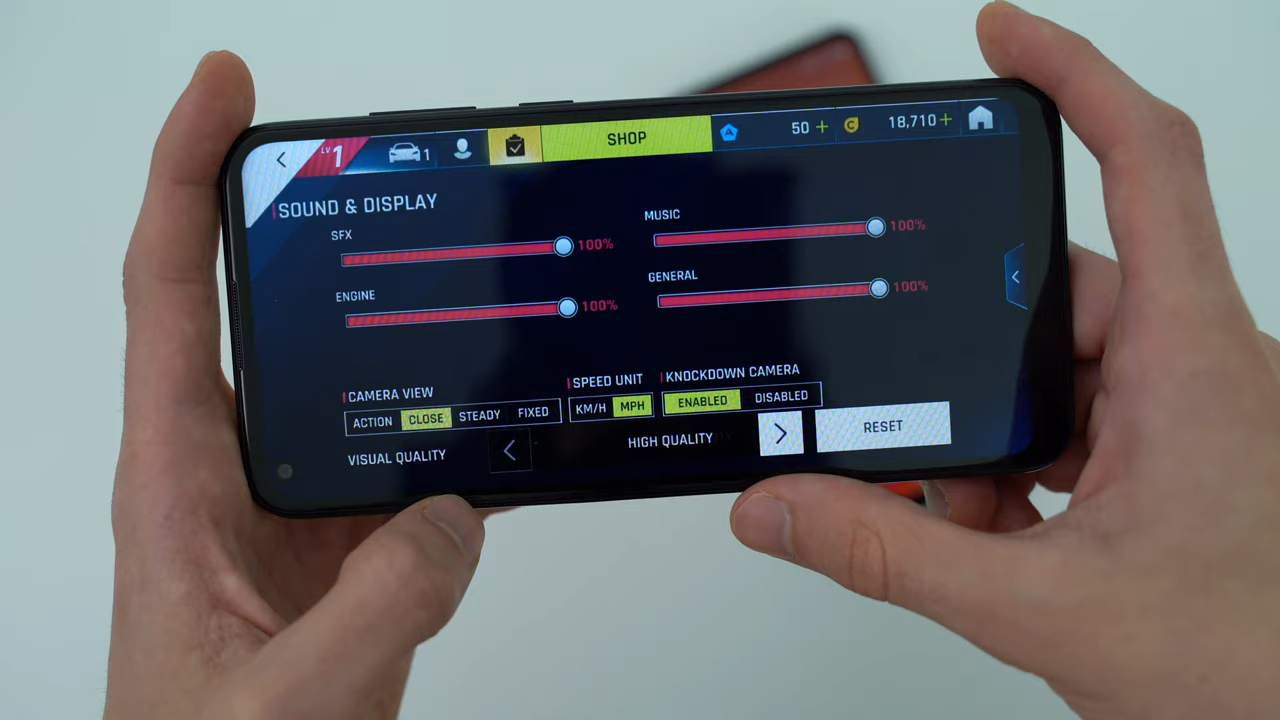 LV 1
1
SHOP
50 +
18,710 +
SOUND & DISPLAY
SFX
100%
MUSIC
100%
ENGINE
100%
GENERAL
100%
CAMERA VIEW
ACTION CLOSE STEADY FIXED
SPEED UNIT
KM/H MPH
KNOCKDOWN CAMERA
ENABLED DISABLED
VISUAL QUALITY
HIGH QUALITY
RESET